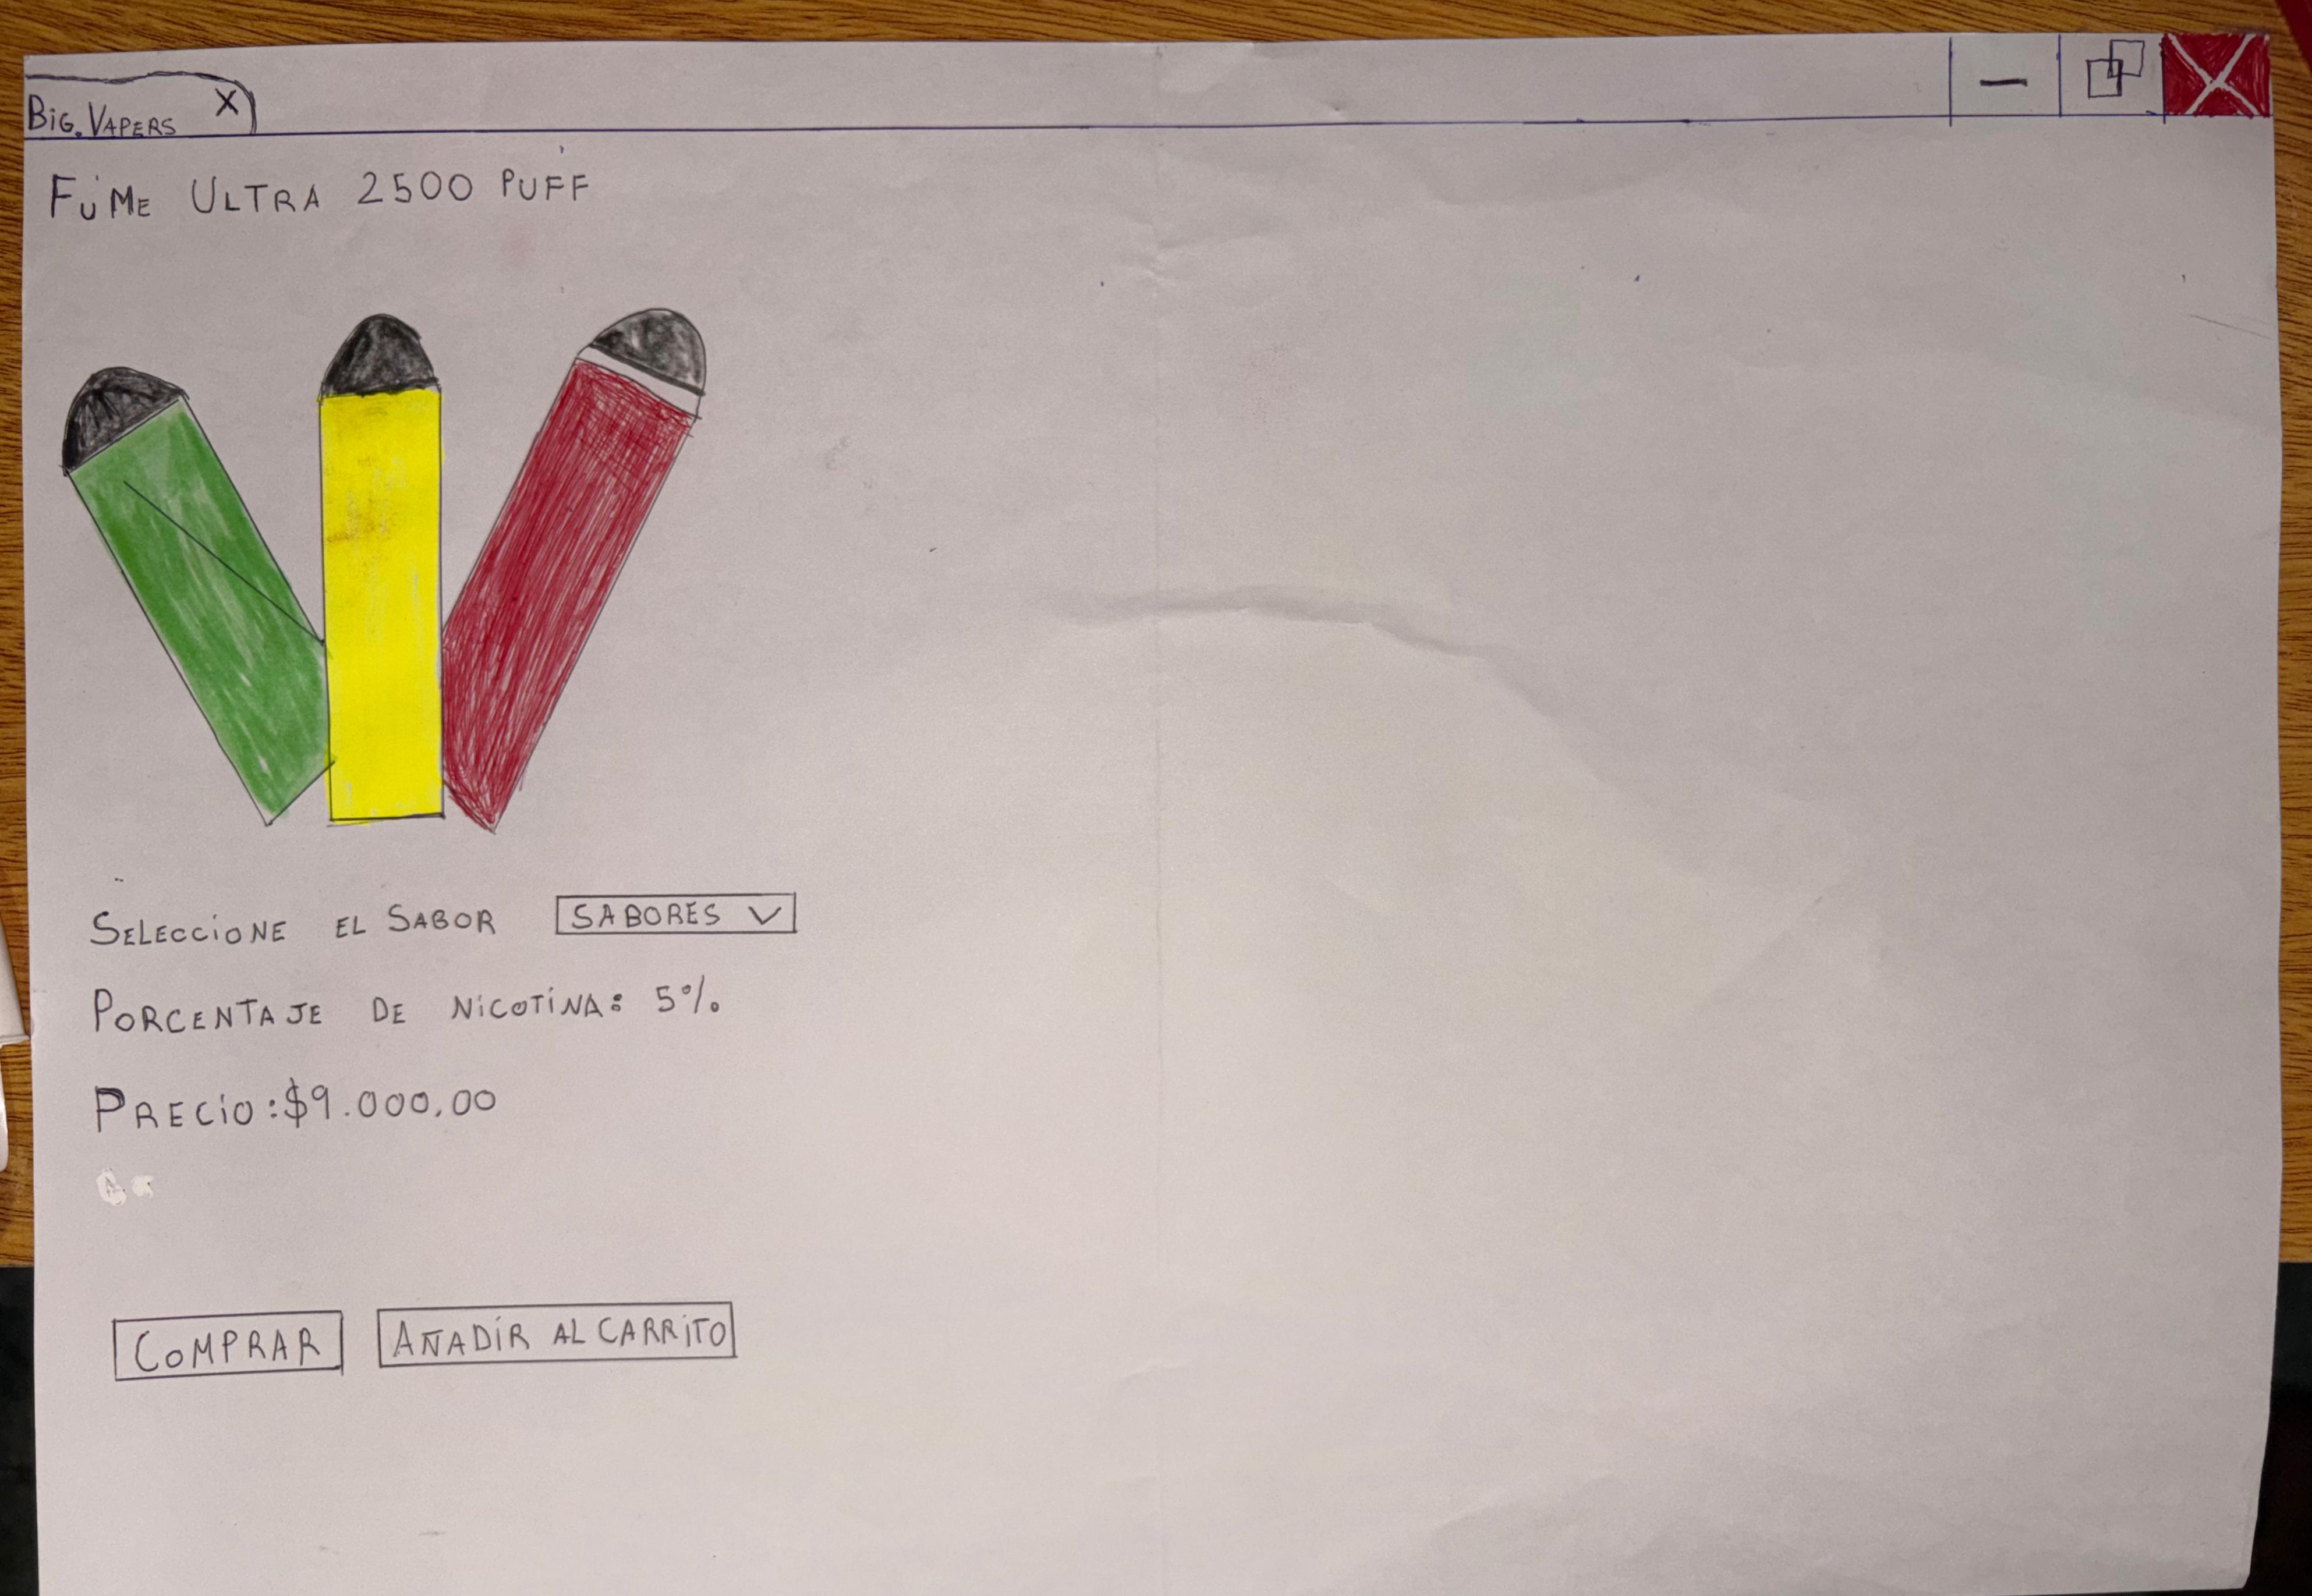 BiG. VAPERS X
FUME ULTRA 2500 PUFF
SELECCiONE EL SABOR SABORES V
PORCENTAJE DE NiCOTiNA: 5%
PRECiO: $9.000,00
COMPRAR AÑADiR AL CARRiTO